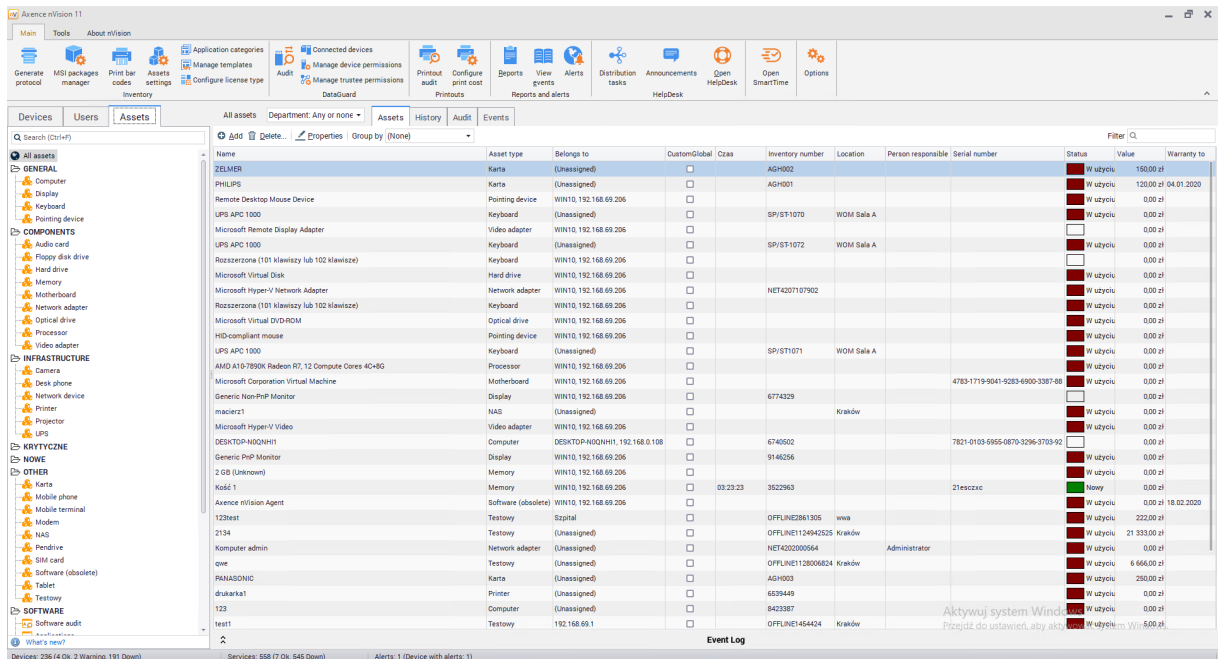 nV Axence nVision 11
Main Tools About nVision
Generate protocol
MSI packages manager
Print bar codes
Assets settings
Application categories
Manage templates
Configure license type
Inventory
Audit
Connected devices
Manage device permissions
Manage trustee permissions
DataGuard
Printout audit
Configure print cost
Printouts
Reports
View events
Alerts
Reports and alerts
Distribution tasks
Announcements
Open HelpDesk
HelpDesk
Open SmartTime
Options
Devices Users Assets
All assets Department: Any or none Assets History Audit Events
Search (Ctrl+F)
Add Delete... Properties Group by (None) Filter
All assets
GENERAL
Computer
Display
Keyboard
Pointing device
COMPONENTS
Audio card
Floppy disk drive
Hard drive
Memory
Motherboard
Network adapter
Optical drive
Processor
Video adapter
INFRASTRUCTURE
Camera
Desk phone
Network device
Printer
Projector
UPS
KRYTYCZNE
NOWE
OTHER
Karta
Mobile phone
Mobile terminal
Modem
NAS
Pendrive
SIM card
Software (obsolete)
Tablet
Testowy
SOFTWARE
Software audit
What's new?
Name Asset type Belongs to CustomGlobal Czas Inventory number Location Person responsible Serial number Status Value Warranty to
ZELMER Karta (Unassigned) AGH002 W użyciu 150,00 zł
PHILIPS Karta (Unassigned) AGH001 W użyciu 120,00 zł 04.01.2020
Remote Desktop Mouse Device Pointing device WIN10, 192.168.69.206 W użyciu 0,00 zł
UPS APC 1000 Keyboard (Unassigned) SP/ST-1070 WOM Sala A W użyciu 0,00 zł
Microsoft Remote Display Adapter Video adapter WIN10, 192.168.69.206 0,00 zł
UPS APC 1000 Keyboard (Unassigned) SP/ST-1072 WOM Sala A W użyciu 0,00 zł
Rozszerzona (101 klawiszy lub 102 klawisze) Keyboard WIN10, 192.168.69.206 0,00 zł
Microsoft Virtual Disk Hard drive WIN10, 192.168.69.206 W użyciu 0,00 zł
Microsoft Hyper-V Network Adapter Network adapter WIN10, 192.168.69.206 NET4207107902 W użyciu 0,00 zł
Rozszerzona (101 klawiszy lub 102 klawisze) Keyboard WIN10, 192.168.69.206 W użyciu 0,00 zł
Microsoft Virtual DVD-ROM Optical drive WIN10, 192.168.69.206 W użyciu 0,00 zł
HID-compliant mouse Pointing device WIN10, 192.168.69.206 W użyciu 0,00 zł
UPS APC 1000 Keyboard (Unassigned) SP/ST1071 WOM Sala A W użyciu 0,00 zł
AMD A10-7890K Radeon R7, 12 Compute Cores 4C+8G Processor WIN10, 192.168.69.206 W użyciu 0,00 zł
Microsoft Corporation Virtual Machine Motherboard WIN10, 192.168.69.206 4783-1719-9041-9283-6900-3387-88 W użyciu 0,00 zł
Generic Non-PnP Monitor Display WIN10, 192.168.69.206 6774329 0,00 zł
macierz1 NAS (Unassigned) Kraków W użyciu 0,00 zł
Microsoft Hyper-V Video Video adapter WIN10, 192.168.69.206 W użyciu 0,00 zł
DESKTOP-N0QNHI1 Computer DESKTOP-N0QNHI1, 192.168.0.108 6740502 7821-0103-5955-0870-3296-3703-92 0,00 zł
Generic PnP Monitor Display WIN10, 192.168.69.206 9146256 W użyciu 0,00 zł
2 GB (Unknown) Memory WIN10, 192.168.69.206 W użyciu 0,00 zł
Kość 1 Memory WIN10, 192.168.69.206 03:23:23 3522963 21esczxc Nowy 0,00 zł
Axence nVision Agent Software (obsolete) WIN10, 192.168.69.206 W użyciu 0,00 zł 18.02.2020
123test Testowy Szpital OFFLINE2861305 wwa W użyciu 222,00 zł
2134 Testowy (Unassigned) OFFLINE1124942525 Kraków W użyciu 21 333,00 zł
Komputer admin Network adapter (Unassigned) NET4202000564 Administrator W użyciu 0,00 zł
qwe Testowy (Unassigned) OFFLINE1128006824 Kraków W użyciu 6 666,00 zł
PANASONIC Karta (Unassigned) AGH003 W użyciu 250,00 zł
drukarka1 Printer (Unassigned) 6539449 W użyciu 0,00 zł
123 Computer (Unassigned) 8423387 W użyciu 0,00 zł
test1 Testowy 192.168.69.1 OFFLINE1454424 Kraków W użyciu 5,00 zł
Aktywuj system Windows
Przejdź do ustawień, aby aktywować system Windows.
Event Log
Devices: 236 (4 Ok, 2 Warning, 191 Down) Services: 558 (7 Ok, 545 Down) Alerts: 1 (Device with alerts: 1)